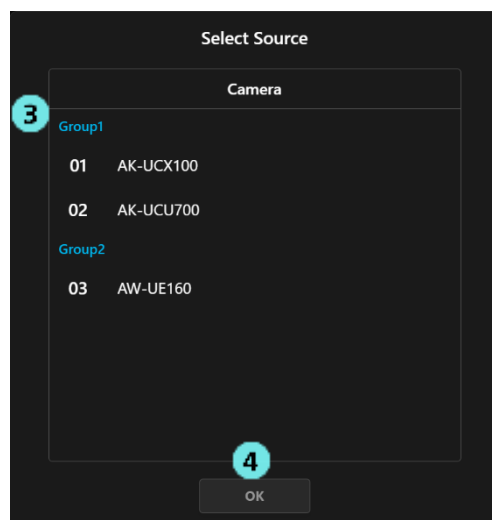 Select Source
Camera
3
Group1
01 AK-UCX100
02 AK-UCU700
Group2
03 AW-UE160
4
OK